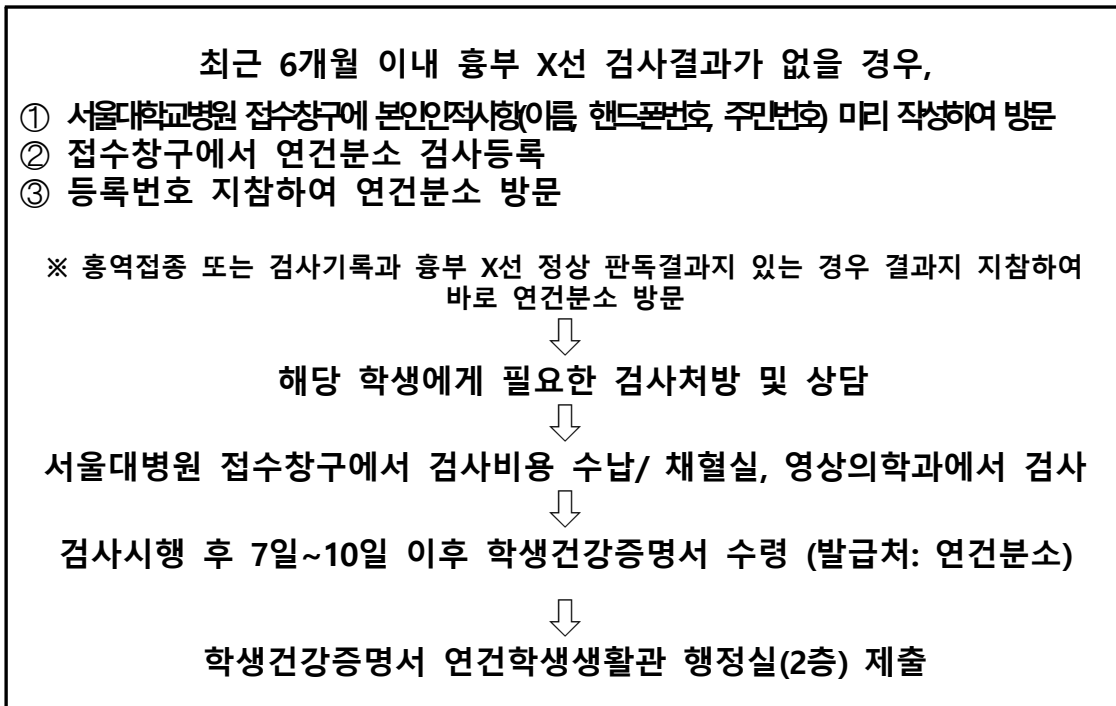 최근 6개월 이내 흉부 X선 검사결과가 없을 경우,
① 서울대학교병원 접수창구에 본인인적사항(이름, 핸드폰번호, 주민번호) 미리 작성하여 방문
② 접수창구에서 연건분소 검사등록
③ 등록번호 지참하여 연건분소 방문
※ 홍역접종 또는 검사기록과 흉부 X선 정상 판독결과지 있는 경우 결과지 지참하여
바로 연건분소 방문
해당 학생에게 필요한 검사처방 및 상담
서울대병원 접수창구에서 검사비용 수납/ 채혈실, 영상의학과에서 검사
검사시행 후 7일~10일 이후 학생건강증명서 수령 (발급처: 연건분소)
학생건강증명서 연건학생생활관 행정실(2층) 제출